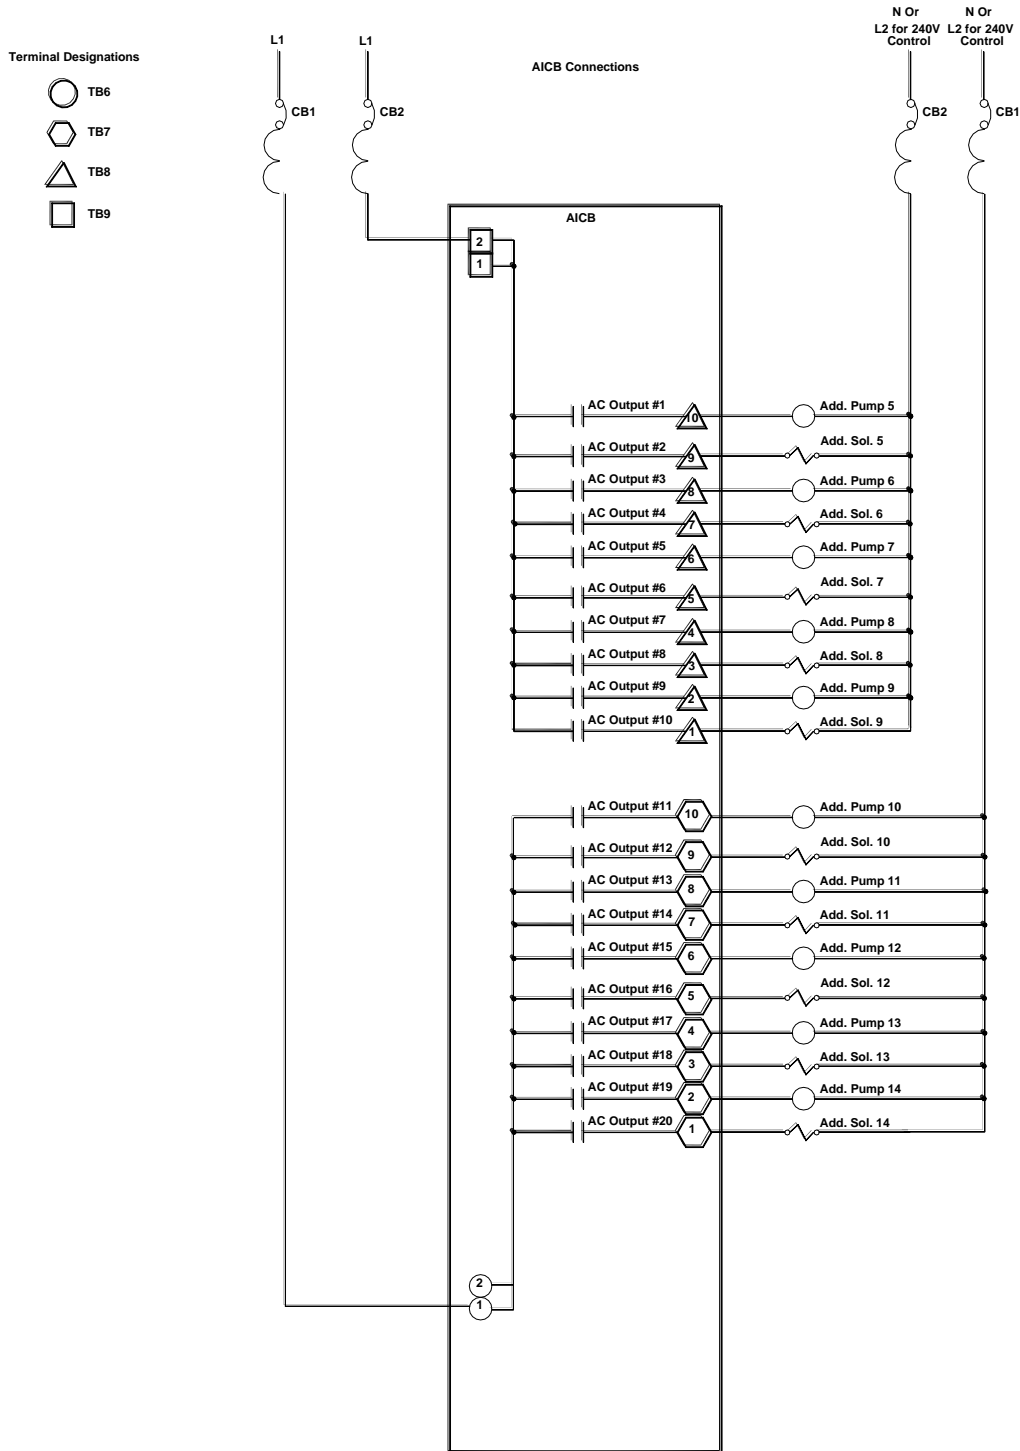 N Or
L2 for 240V
Control
N Or
L2 for 240V
Control
L1
L1
Terminal Designations
AICB Connections
TB6
TB7
TB8
TB9
CB1
CB2
CB2
CB1
AICB
2
1
AC Output #1
10
Add. Pump 5
AC Output #2
9
Add. Sol. 5
AC Output #3
8
Add. Pump 6
AC Output #4
7
Add. Sol. 6
AC Output #5
6
Add. Pump 7
AC Output #6
5
Add. Sol. 7
AC Output #7
4
Add. Pump 8
AC Output #8
3
Add. Sol. 8
AC Output #9
2
Add. Pump 9
AC Output #10
1
Add. Sol. 9
AC Output #11
10
Add. Pump 10
AC Output #12
9
Add. Sol. 10
AC Output #13
8
Add. Pump 11
AC Output #14
7
Add. Sol. 11
AC Output #15
6
Add. Pump 12
AC Output #16
5
Add. Sol. 12
AC Output #17
4
Add. Pump 13
AC Output #18
3
Add. Sol. 13
AC Output #19
2
Add. Pump 14
AC Output #20
1
Add. Sol. 14
2
1